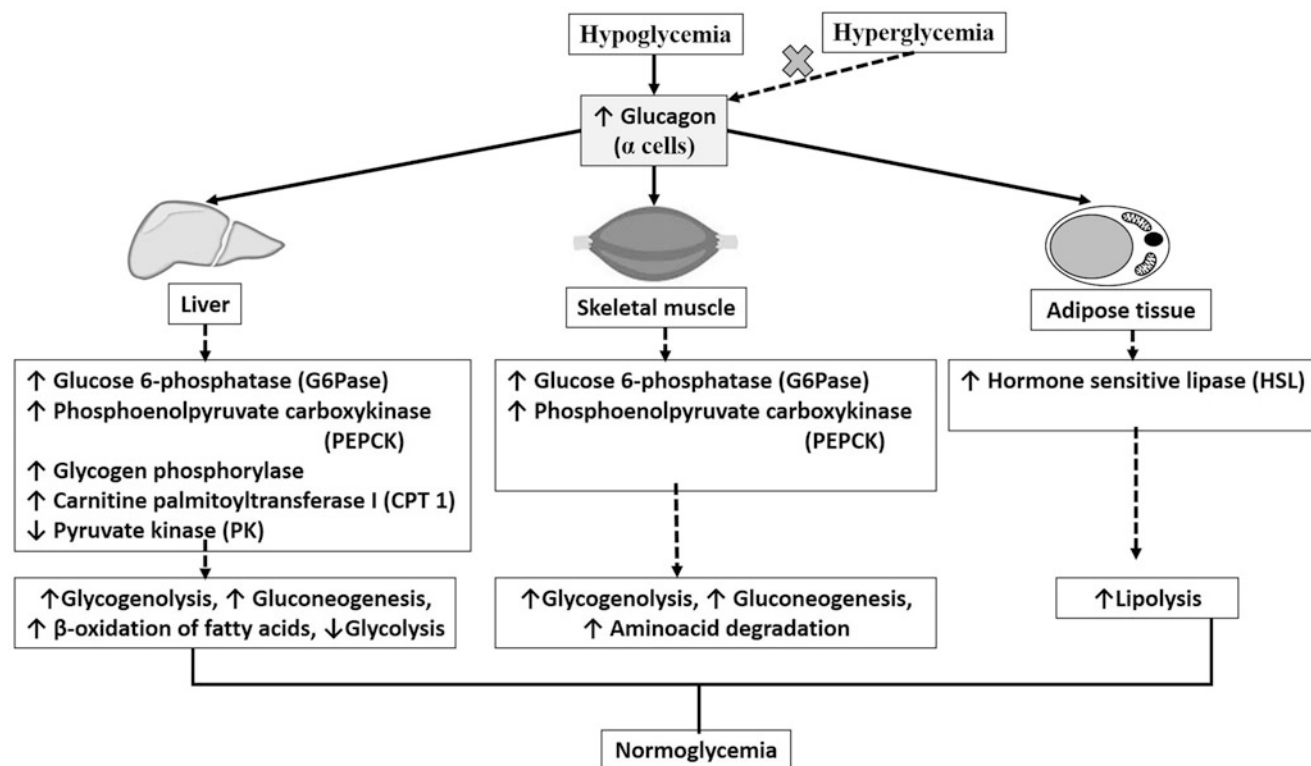 Hypoglycemia
Hyperglycemia
↑ Glucagon
(α cells)
Liver
Skeletal muscle
Adipose tissue
↑ Glucose 6-phosphatase (G6Pase)
↑ Phosphoenolpyruvate carboxykinase
(PEPCK)
↑ Glycogen phosphorylase
↑ Carnitine palmitoyltransferase I (CPT 1)
↓ Pyruvate kinase (PK)
↑ Glucose 6-phosphatase (G6Pase)
↑ Phosphoenolpyruvate carboxykinase
(PEPCK)
↑ Hormone sensitive lipase (HSL)
↑Glycogenolysis, ↑ Gluconeogenesis,
↑ β-oxidation of fatty acids, ↓Glycolysis
↑Glycogenolysis, ↑ Gluconeogenesis,
↑ Aminoacid degradation
↑Lipolysis
Normoglycemia